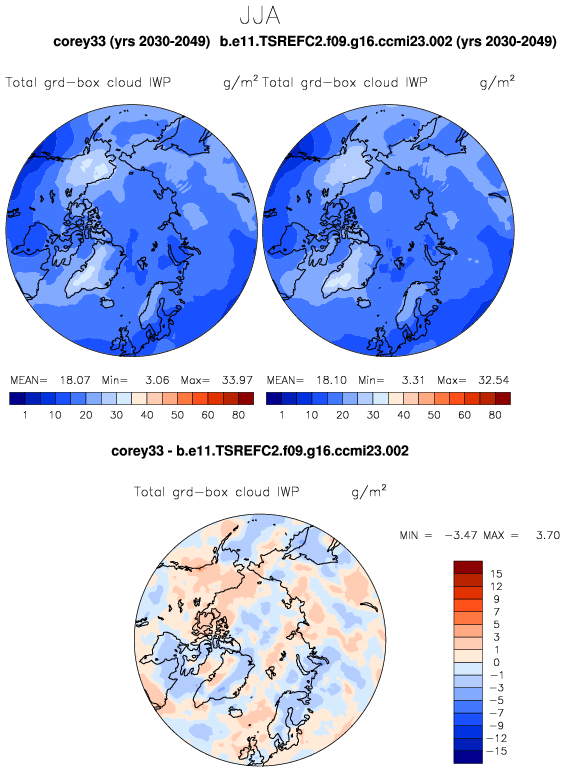 JJA
corey33 (yrs 2030-2049) b.e11.TSREFC2.f09.g16.ccmi23.002 (yrs 2030-2049)
Total grd-box cloud IWP g/m² Total grd-box cloud IWP g/m²
MEAN= 18.07 Min= 3.06 Max= 33.97 MEAN= 18.10 Min= 3.31 Max= 32.54
1 10 20 30 40 50 60 80 1 10 20 30 40 50 60 80
corey33 - b.e11.TSREFC2.f09.g16.ccmi23.002
Total grd-box cloud IWP g/m²
MIN = -3.47 MAX = 3.70
15
12
9
7
5
3
1
0
-1
-3
-5
-7
-9
-12
-15